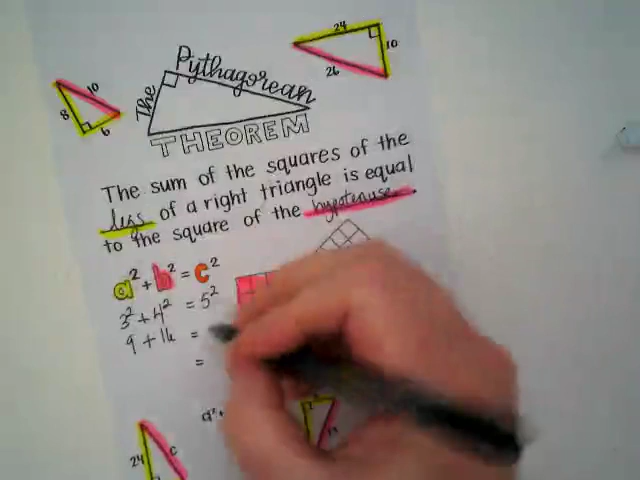 24
10
26
10
8
6
The Pythagorean
THEOREM
The sum of the squares of the
legs of a right triangle is equal
to the square of the hypotenuse.
a² + b² = c²
3² + 4² = 5²
9 + 16 =
=
24
c